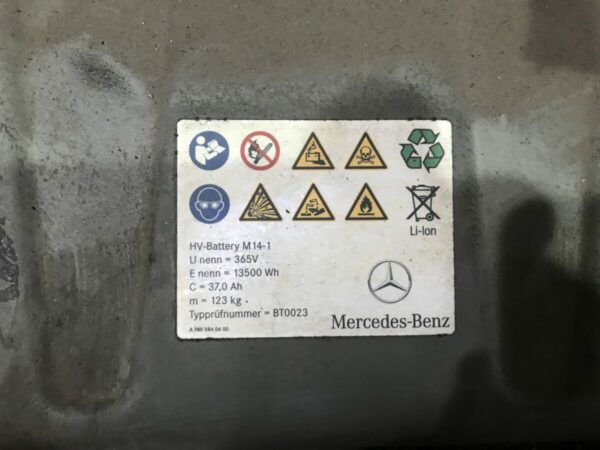 Li-Ion
HV-Battery M14-1
U nenn = 365V
E nenn = 13500 Wh
C = 37,0 Ah
m = 123 kg
Typprüfnummer = BT0023
Mercedes-Benz